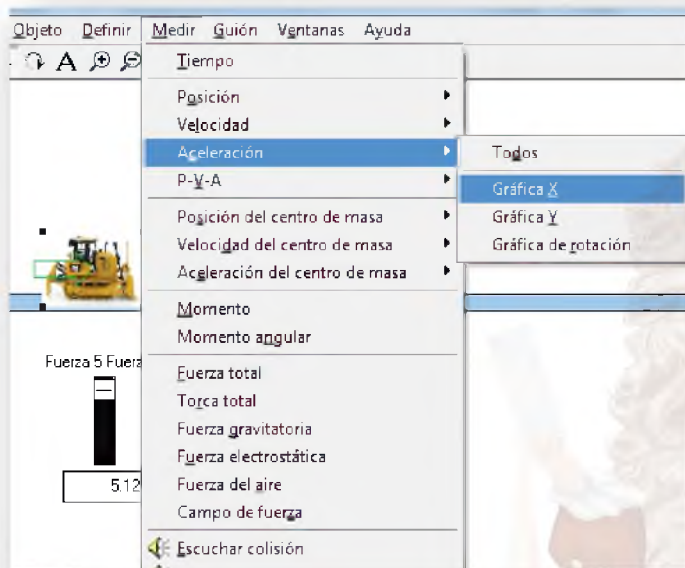 Objeto Definir Medir Guión Ventanas Ayuda
A
Tiempo
Posición
Velocidad
Aceleración
P-V-A
Posición del centro de masa
Velocidad del centro de masa
Aceleración del centro de masa
Momento
Momento angular
Fuerza total
Torca total
Fuerza gravitatoria
Fuerza electrostática
Fuerza del aire
Campo de fuerza
Escuchar colisión
Todos
Gráfica X
Gráfica Y
Gráfica de rotación
Fuerza 5 Fuerz
5.12